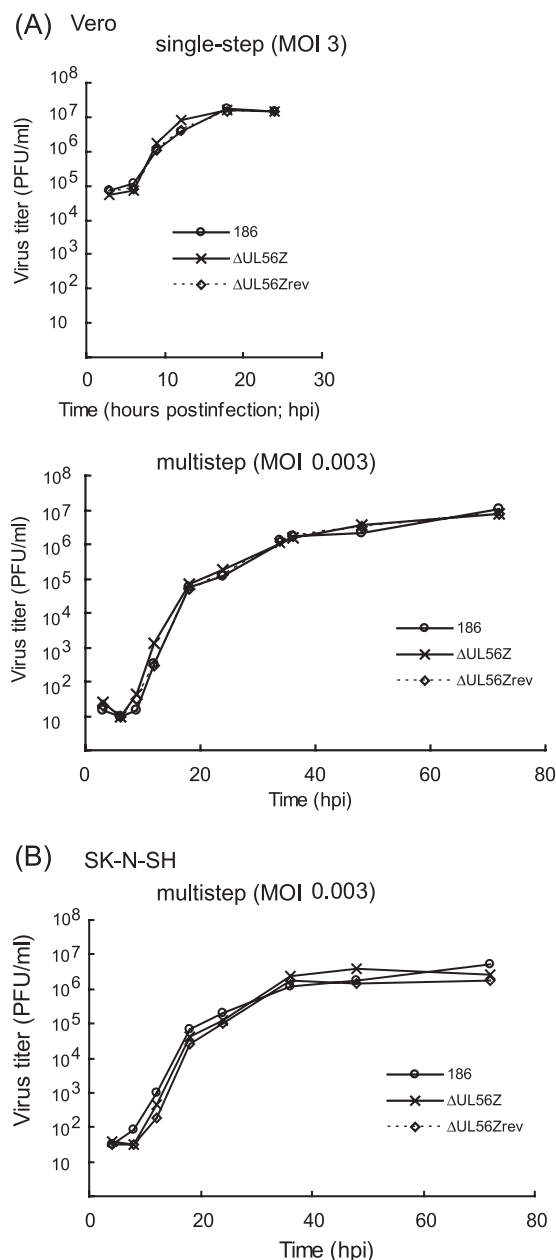 (A) Vero
single-step (MOI 3)
Virus titer (PFU/ml)
10⁸
10⁷
10⁶
10⁵
10⁴
10³
10²
10
186
ΔUL56Z
ΔUL56Zrev
0 10 20 30
Time (hours postinfection; hpi)
multistep (MOI 0.003)
Virus titer (PFU/ml)
10⁸
10⁷
10⁶
10⁵
10⁴
10³
10²
10
186
ΔUL56Z
ΔUL56Zrev
0 20 40 60 80
Time (hpi)
(B) SK-N-SH
multistep (MOI 0.003)
Virus titer (PFU/ml)
10⁸
10⁷
10⁶
10⁵
10⁴
10³
10²
10
186
ΔUL56Z
ΔUL56Zrev
0 20 40 60 80
Time (hpi)